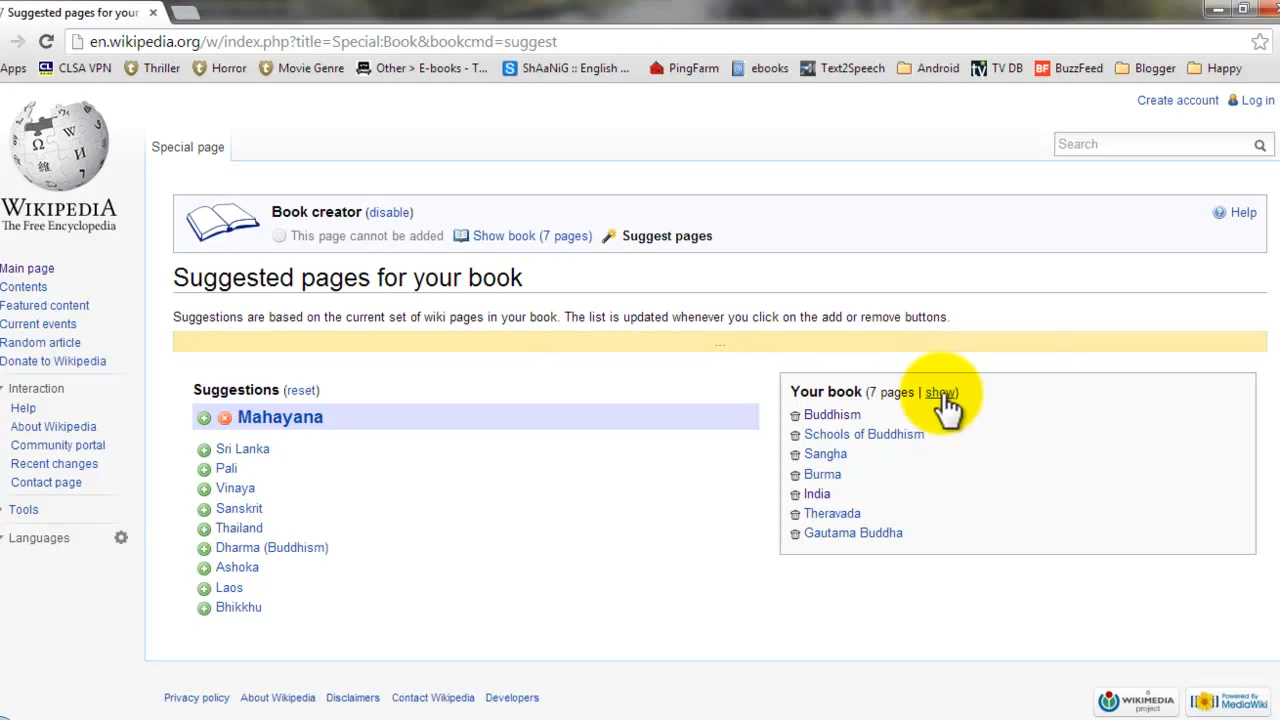 Suggested pages for your
en.wikipedia.org/w/index.php?title=Special:Book&bookcmd=suggest
Apps CLSA VPN Thriller Horror Movie Genre Other > E-books - T... ShAaNiG :: English ... PingFarm ebooks Text2Speech Android TV DB BuzzFeed Blogger Happy
Create account Log in
Special page
Search
WIKIPEDIA
The Free Encyclopedia
Main page
Contents
Featured content
Current events
Random article
Donate to Wikipedia
Interaction
Help
About Wikipedia
Community portal
Recent changes
Contact page
Tools
Languages
Book creator (disable)
Help
This page cannot be added Show book (7 pages) Suggest pages
Suggested pages for your book
Suggestions are based on the current set of wiki pages in your book. The list is updated whenever you click on the add or remove buttons.
...
Suggestions (reset)
Mahayana
Sri Lanka
Pali
Vinaya
Sanskrit
Thailand
Dharma (Buddhism)
Ashoka
Laos
Bhikkhu
Your book (7 pages | show)
Buddhism
Schools of Buddhism
Sangha
Burma
India
Theravada
Gautama Buddha
Privacy policy About Wikipedia Disclaimers Contact Wikipedia Developers
A WIKIMEDIA project
Powered By MediaWiki